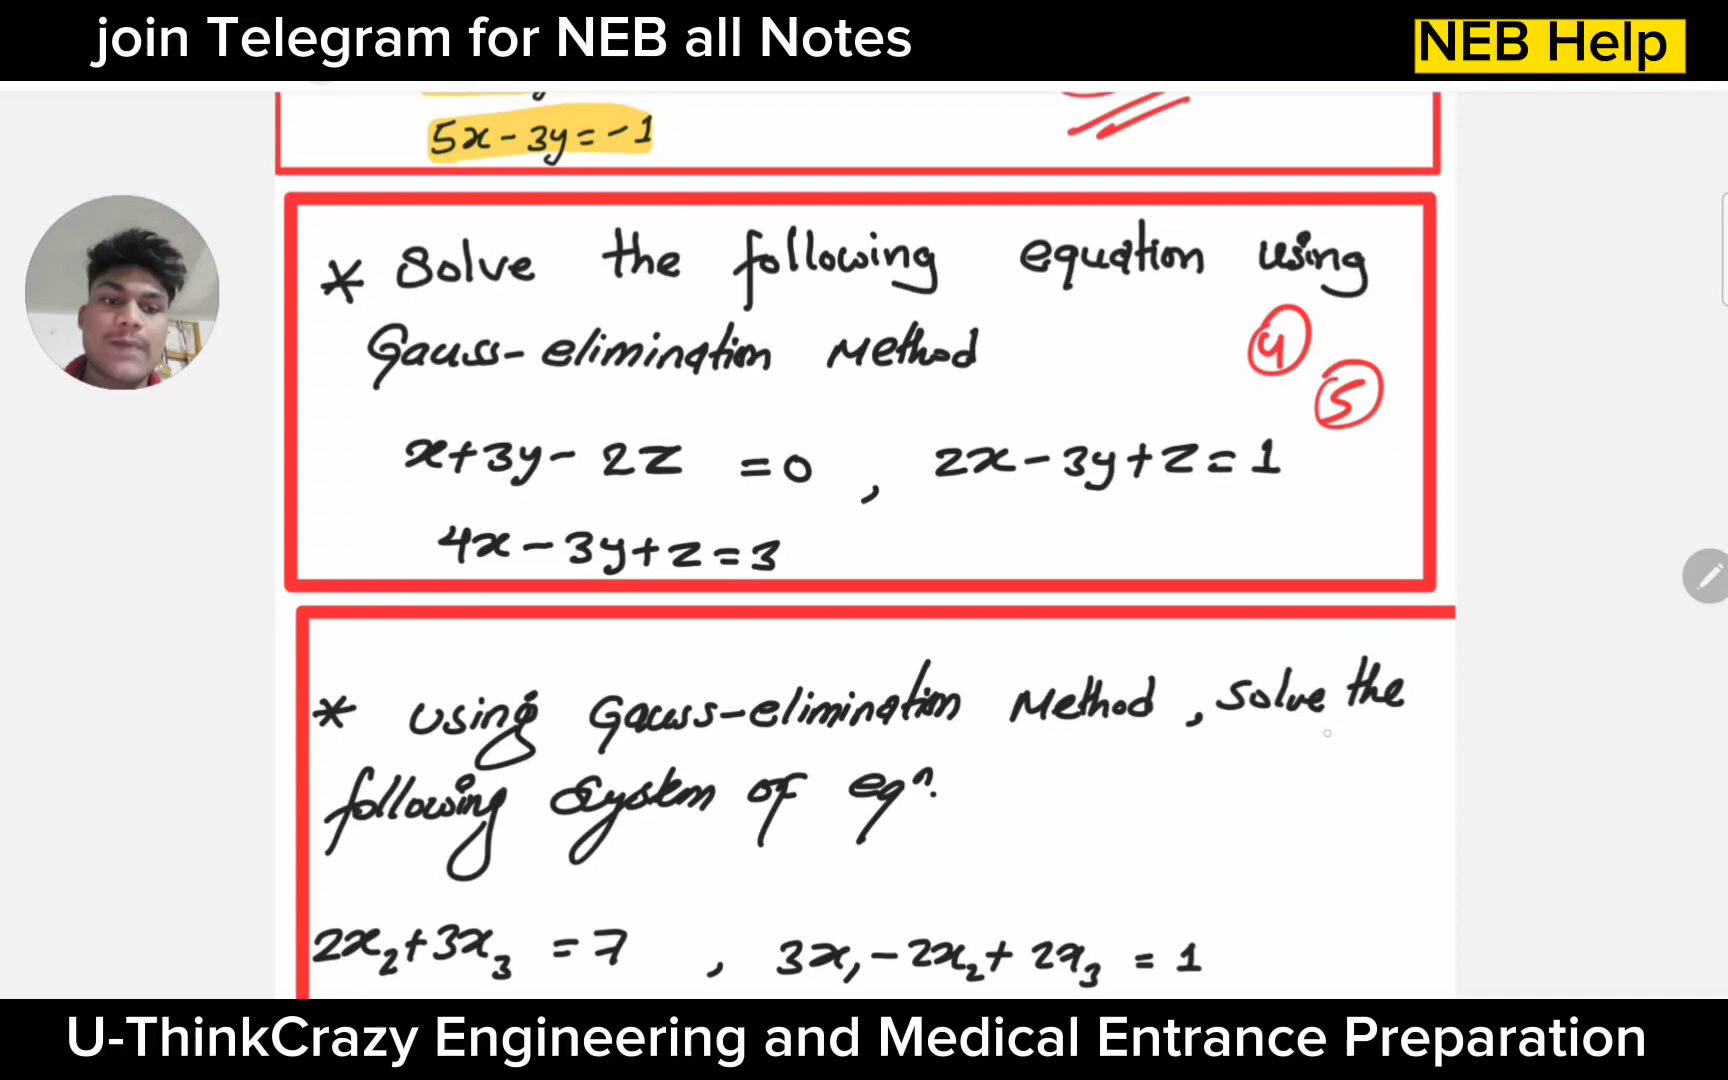 join Telegram for NEB all Notes
NEB Help
5x - 3y = -1
* Solve the following equation using
Gauss-elimination Method
4
5
x+3y- 2z = 0 , 2x-3y+z=1
4x-3y+z=3
* Using Gauss-elimination Method, Solve the
following System of eqⁿ.
2x₂+3x₃ = 7 , 3x₁-2x₂+ 2x₃ = 1
U-ThinkCrazy Engineering and Medical Entrance Preparation